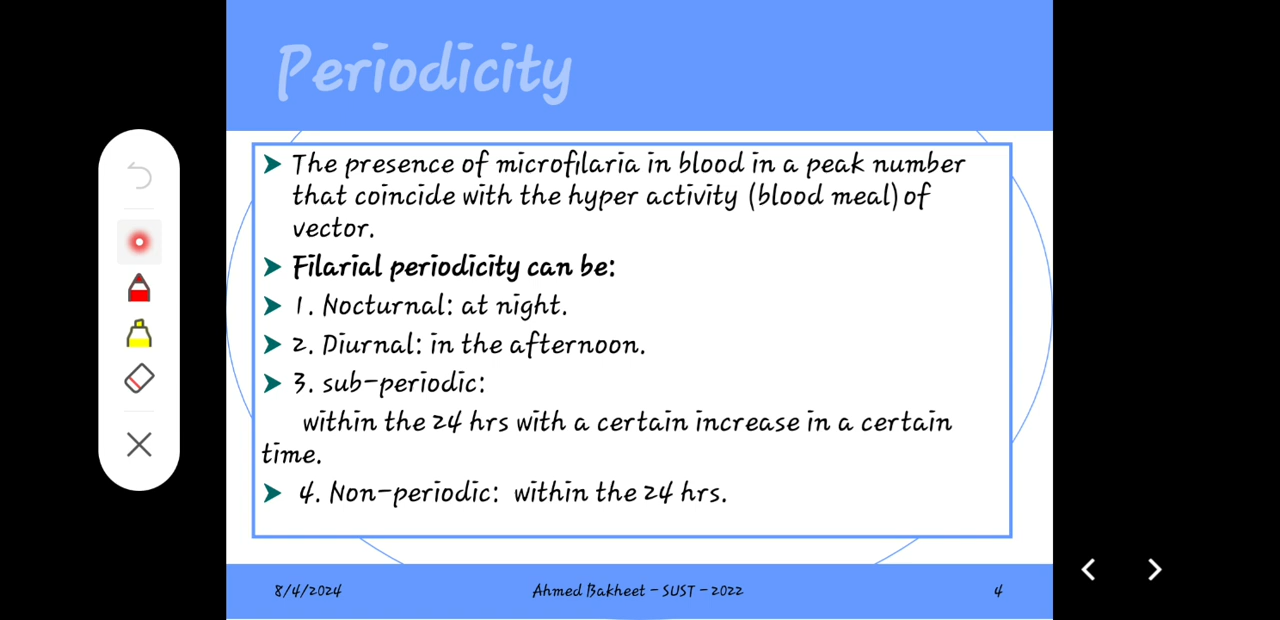 Periodicity
➤ The presence of microfilaria in blood in a peak number
that coincide with the hyper activity (blood meal) of
vector.
➤ Filarial periodicity can be:
➤ 1. Nocturnal: at night.
➤ 2. Diurnal: in the afternoon.
➤ 3. sub-periodic:
within the 24 hrs with a certain increase in a certain
time.
➤ 4. Non-periodic: within the 24 hrs.
8/4/2024 Ahmed Bakheet - SUST - 2022 4